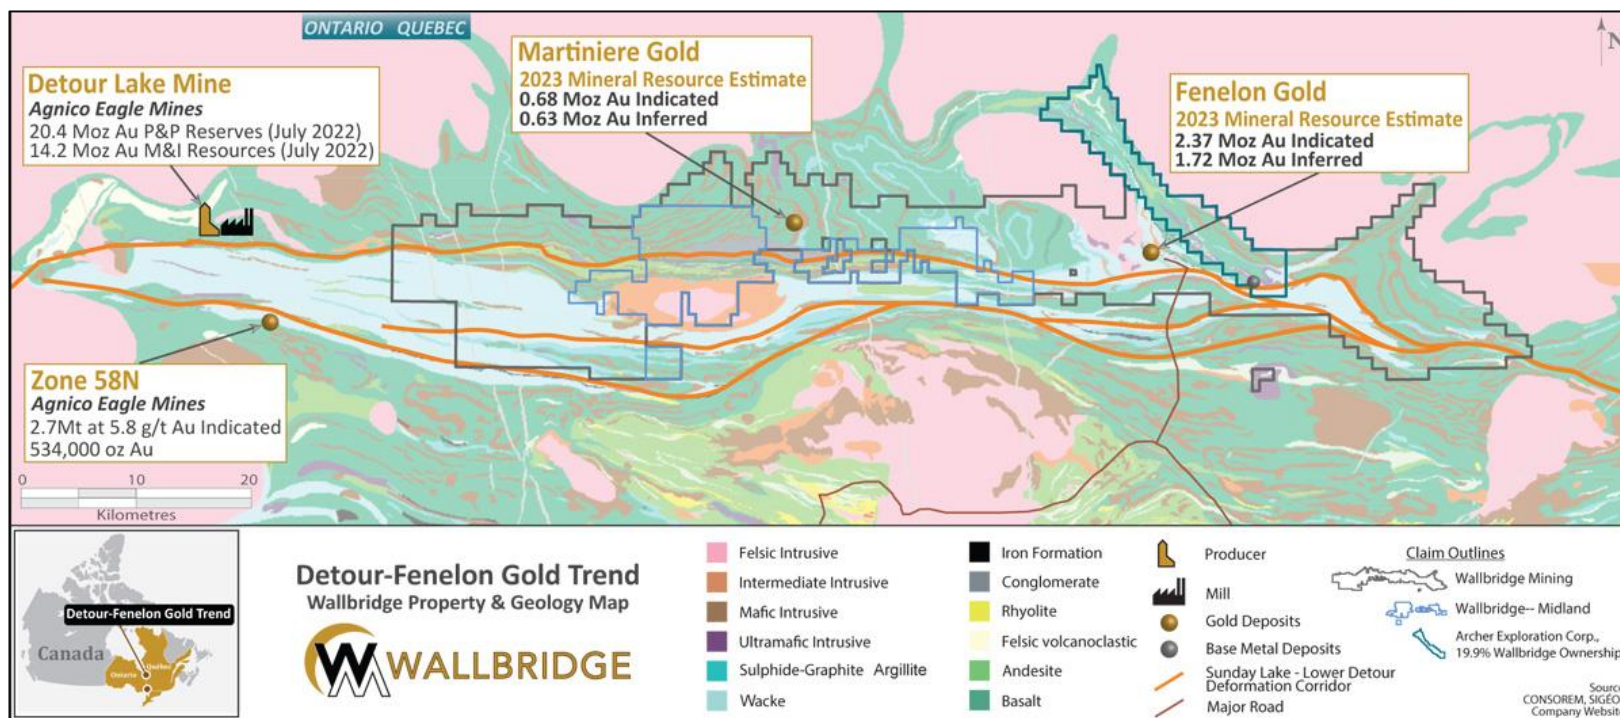 ONTARIO QUEBEC
N
Detour Lake Mine
Agnico Eagle Mines
20.4 Moz Au P&P Reserves (July 2022)
14.2 Moz Au M&I Resources (July 2022)
Martiniere Gold
2023 Mineral Resource Estimate
0.68 Moz Au Indicated
0.63 Moz Au Inferred
Fenelon Gold
2023 Mineral Resource Estimate
2.37 Moz Au Indicated
1.72 Moz Au Inferred
Zone 58N
Agnico Eagle Mines
2.7Mt at 5.8 g/t Au Indicated
534,000 oz Au
0 10 20
Kilometres
Detour-Fenelon Gold Trend
Canada
Québec
Ontario
Detour-Fenelon Gold Trend
Wallbridge Property & Geology Map
WALLBRIDGE
Felsic Intrusive
Intermediate Intrusive
Mafic Intrusive
Ultramafic Intrusive
Sulphide-Graphite Argillite
Wacke
Iron Formation
Conglomerate
Rhyolite
Felsic volcanoclastic
Andesite
Basalt
Producer
Mill
Gold Deposits
Base Metal Deposits
Sunday Lake - Lower Detour
Deformation Corridor
Major Road
Claim Outlines
Wallbridge Mining
Wallbridge-- Midland
Archer Exploration Corp.,
19.9% Wallbridge Ownership
Source
CONSOREM, SIGÉO
Company Website